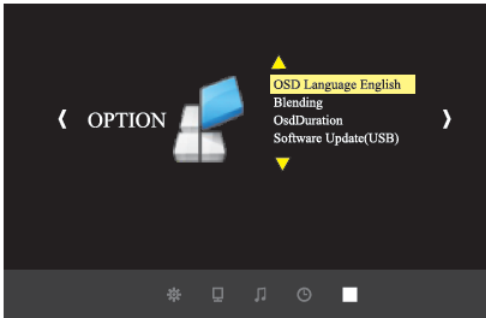 OPTION
OSD Language English
Blending
OsdDuration
Software Update(USB)